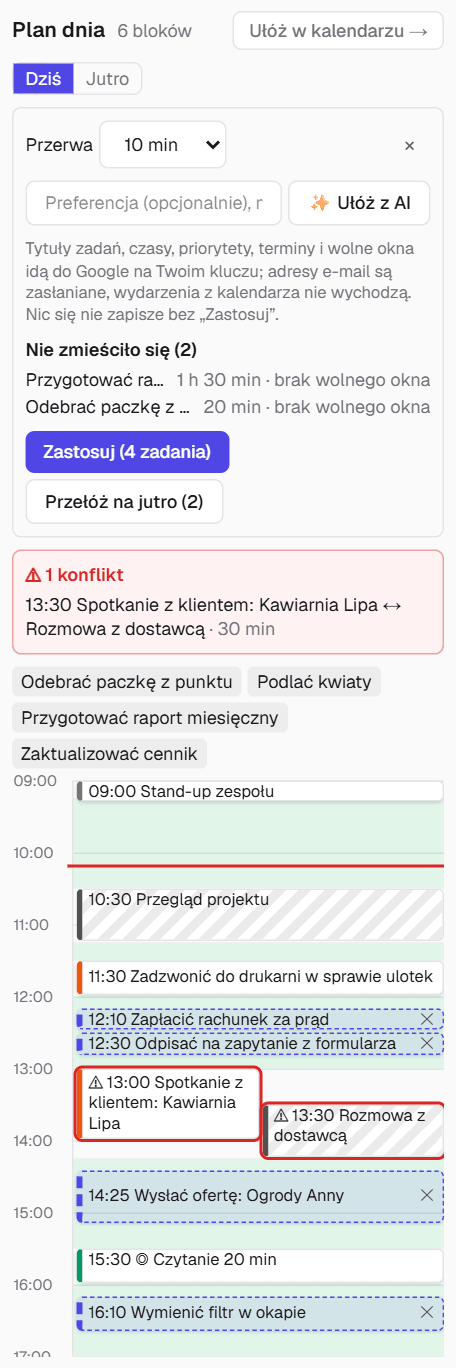 Plan dnia 6 bloków Ułóż w kalendarzu →
Dziś Jutro
Przerwa 10 min ×
Preferencja (opcjonalnie), r ✨ Ułóż z AI
Tytuły zadań, czasy, priorytety, terminy i wolne okna
idą do Google na Twoim kluczu; adresy e-mail są
zasłaniane, wydarzenia z kalendarza nie wychodzą.
Nic się nie zapisze bez „Zastosuj”.
Nie zmieściło się (2)
Przygotować ra... 1 h 30 min · brak wolnego okna
Odebrać paczkę z ... 20 min · brak wolnego okna
Zastosuj (4 zadania)
Przełóż na jutro (2)
⚠ 1 konflikt
13:30 Spotkanie z klientem: Kawiarnia Lipa ↔
Rozmowa z dostawcą · 30 min
Odebrać paczkę z punktu Podlać kwiaty
Przygotować raport miesięczny
Zaktualizować cennik
09:00
09:00 Stand-up zespołu
10:00
10:30 Przegląd projektu
11:00
11:30 Zadzwonić do drukarni w sprawie ulotek
12:00
12:10 Zapłacić rachunek za prąd
12:30 Odpisać na zapytanie z formularza
13:00
⚠ 13:00 Spotkanie z
klientem: Kawiarnia
Lipa
⚠ 13:30 Rozmowa z
dostawcą
14:00
14:25 Wysłać ofertę: Ogrody Anny
15:00
15:30 ◎ Czytanie 20 min
16:00
16:10 Wymienić filtr w okapie
17:00